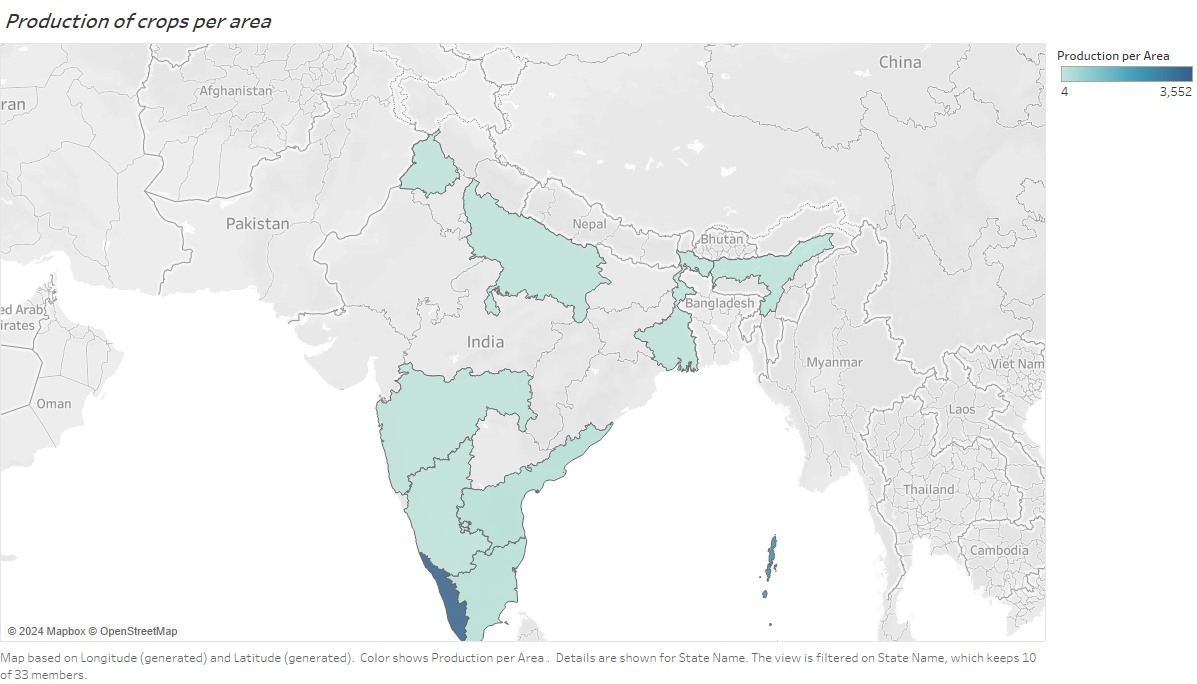 Production of crops per area
Production per Area
4
3,552
China
Afghanistan
ran
Pakistan
Nepal
Bhutan
ed Arab
irates
Bangladesh
India
Myanmar
Viet Nam
Oman
Laos
Thailand
Cambodia
© 2024 Mapbox © OpenStreetMap
Map based on Longitude (generated) and Latitude (generated).  Color shows Production per Area .  Details are shown for State Name. The view is filtered on State Name, which keeps 10
of 33 members.